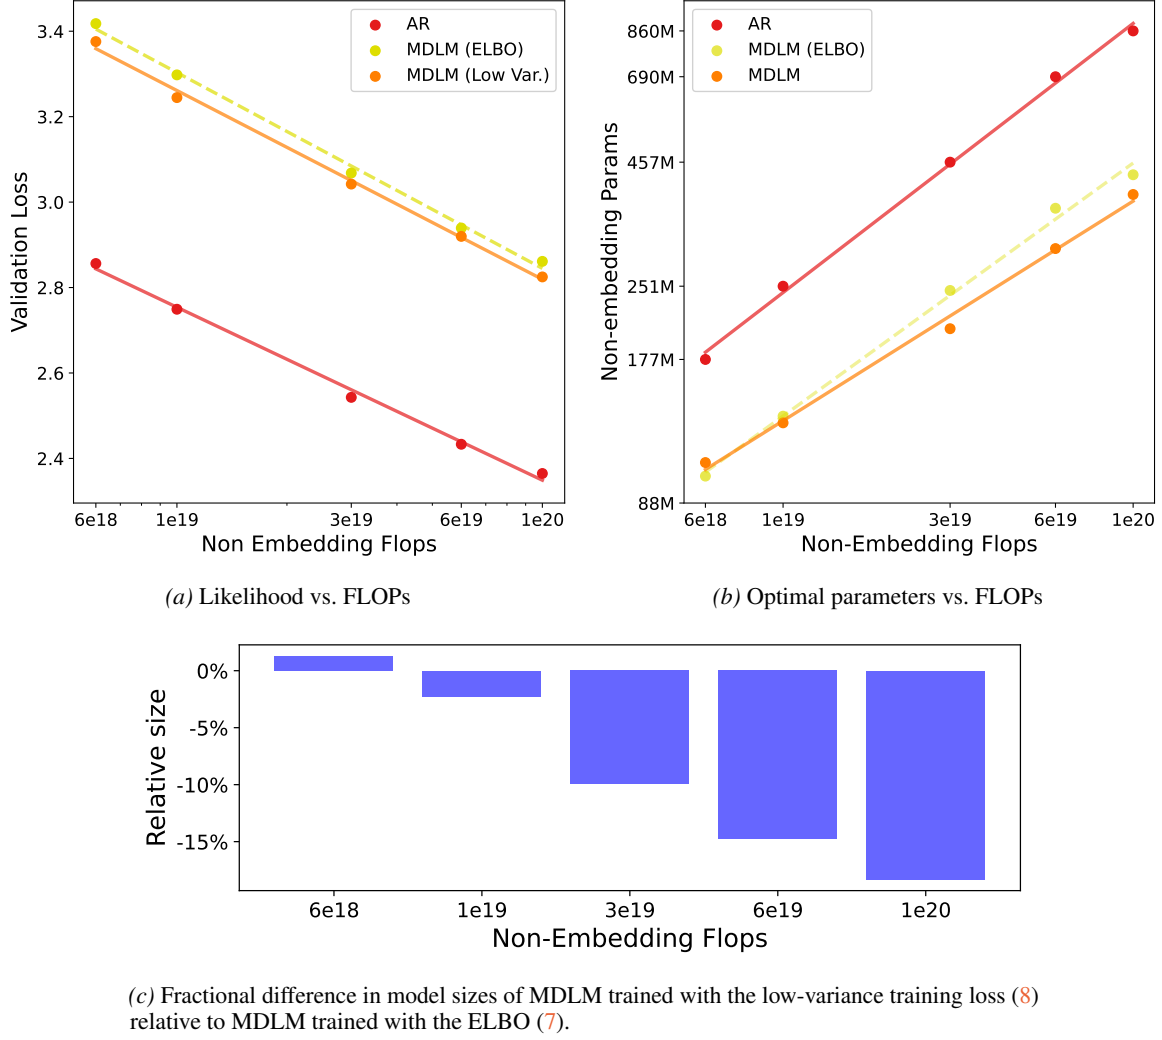 3.4
3.2
3.0
2.8
2.6
2.4
Validation Loss
AR
MDLM (ELBO)
MDLM (Low Var.)
6e18
1e19
3e19
6e19
1e20
Non Embedding Flops
(a) Likelihood vs. FLOPs
860M
690M
457M
251M
177M
88M
Non-embedding Params
AR
MDLM (ELBO)
MDLM
6e18
1e19
3e19
6e19
1e20
Non-Embedding Flops
(b) Optimal parameters vs. FLOPs
0%
-5%
-10%
-15%
Relative size
6e18
1e19
3e19
6e19
1e20
Non-Embedding Flops
(c) Fractional difference in model sizes of MDLM trained with the low-variance training loss (8)
relative to MDLM trained with the ELBO (7).